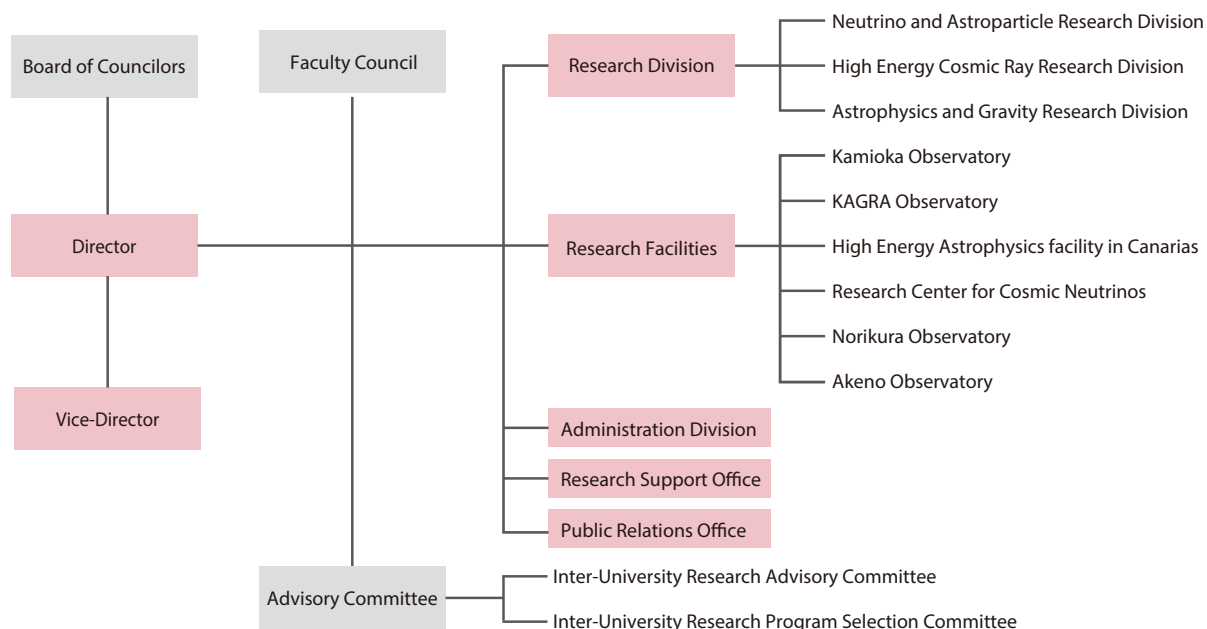 Board of Councilors
Director
Vice-Director
Faculty Council
Advisory Committee
Research Division
Neutrino and Astroparticle Research Division
High Energy Cosmic Ray Research Division
Astrophysics and Gravity Research Division
Research Facilities
Kamioka Observatory
KAGRA Observatory
High Energy Astrophysics facility in Canarias
Research Center for Cosmic Neutrinos
Norikura Observatory
Akeno Observatory
Administration Division
Research Support Office
Public Relations Office
Inter-University Research Advisory Committee
Inter-University Research Program Selection Committee